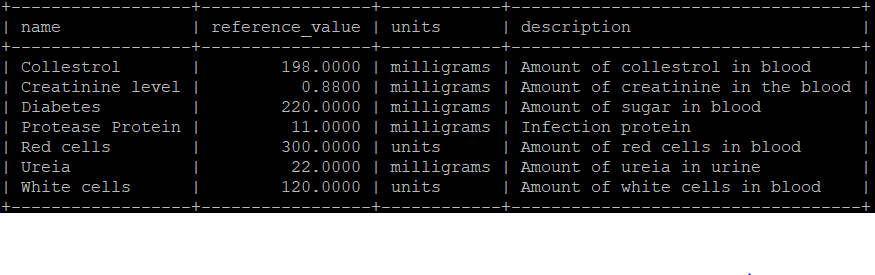 +------------------+-----------------+------------+-----------------------------------+
| name             | reference_value | units      | description                       |
+------------------+-----------------+------------+-----------------------------------+
| Collestrol       |        198.0000 | milligrams | Amount of collestrol in blood     |
| Creatinine level |          0.8800 | milligrams | Amount of creatinine in the blood |
| Diabetes         |        220.0000 | milligrams | Amount of sugar in blood          |
| Protease Protein |         11.0000 | milligrams | Infection protein                 |
| Red cells        |        300.0000 | units      | Amount of red cells in blood      |
| Ureia            |         22.0000 | milligrams | Amount of ureia in urine          |
| White cells      |        120.0000 | units      | Amount of white cells in blood    |
+------------------+-----------------+------------+-----------------------------------+